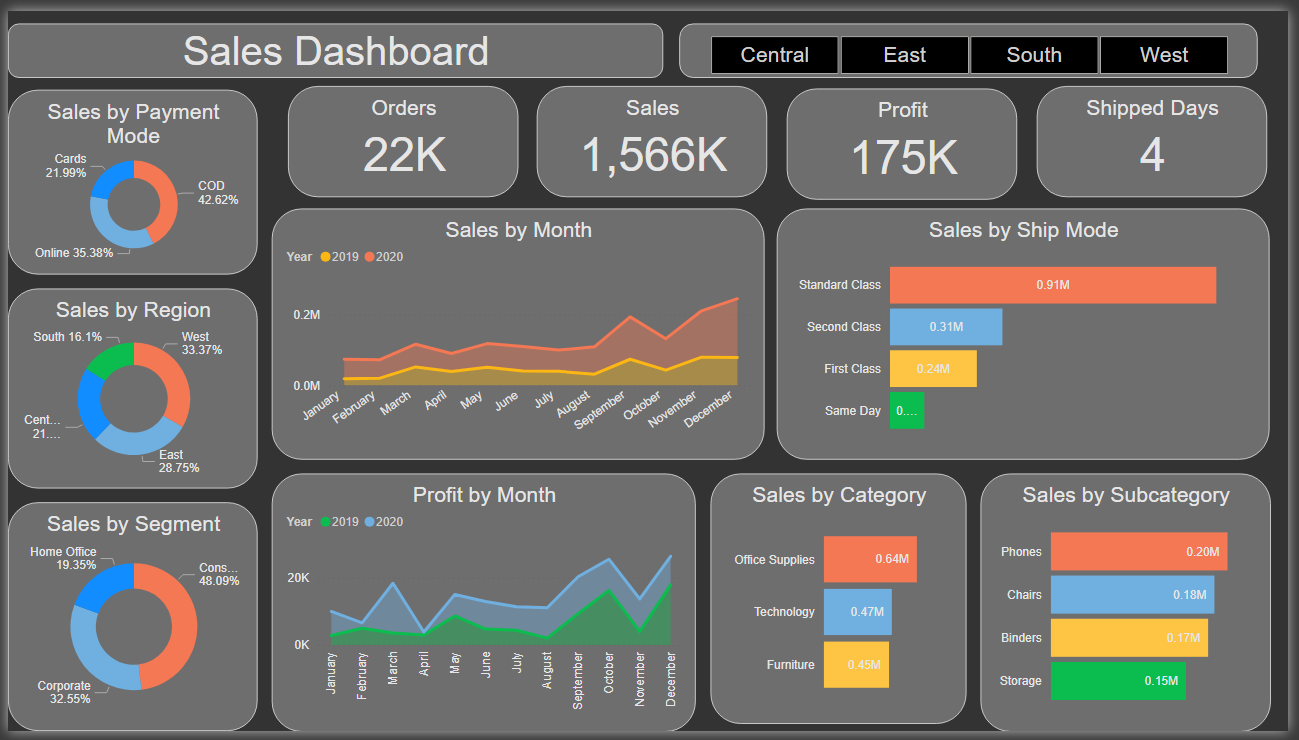 Sales Dashboard
Central
East
South
West
Sales by Payment
Mode
Cards
21.99%
COD
42.62%
Online 35.38%
Orders
22K
Sales
1,566K
Profit
175K
Shipped Days
4
Sales by Region
South 16.1%
West
33.37%
Cent...
21....
East
28.75%
Sales by Month
Year 2019 2020
0.2M
0.0M
January
February
March
April
May
June
July
August
September
October
November
December
Sales by Ship Mode
Standard Class 0.91M
Second Class 0.31M
First Class 0.24M
Same Day 0....
Sales by Segment
Home Office
19.35%
Cons...
48.09%
Corporate
32.55%
Profit by Month
Year 2019 2020
20K
0K
January
February
March
April
May
June
July
August
September
October
November
December
Sales by Category
Office Supplies 0.64M
Technology 0.47M
Furniture 0.45M
Sales by Subcategory
Phones 0.20M
Chairs 0.18M
Binders 0.17M
Storage 0.15M